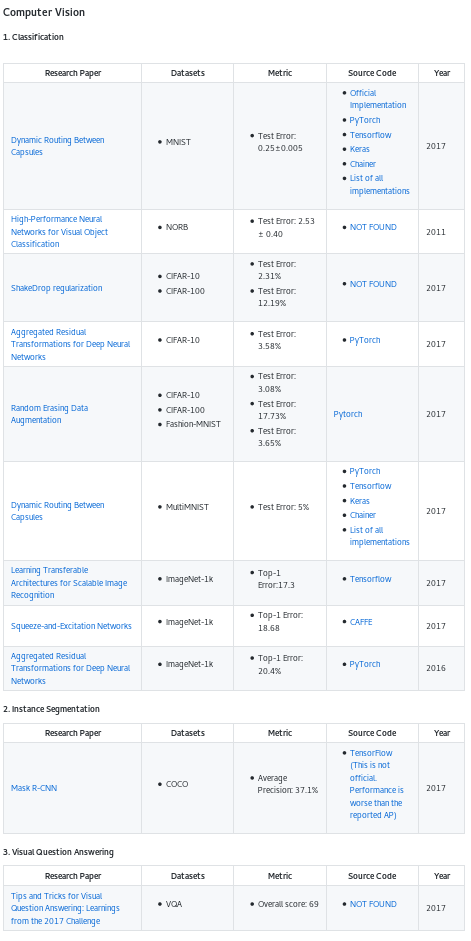 Computer Vision
1. Classification
Research Paper Datasets Metric Source Code Year
Dynamic Routing Between
Capsules
MNIST
Test Error:
0.25±0.005
Official
Implementation
PyTorch
Tensorflow
Keras
Chainer
List of all
implementations
2017
High-Performance Neural
Networks for Visual Object
Classification
NORB
Test Error: 2.53
± 0.40
NOT FOUND
2011
ShakeDrop regularization
CIFAR-10
CIFAR-100
Test Error:
2.31%
Test Error:
12.19%
NOT FOUND
2017
Aggregated Residual
Transformations for Deep Neural
Networks
CIFAR-10
Test Error:
3.58%
PyTorch
2017
Random Erasing Data
Augmentation
CIFAR-10
CIFAR-100
Fashion-MNIST
Test Error:
3.08%
Test Error:
17.73%
Test Error:
3.65%
Pytorch
2017
Dynamic Routing Between
Capsules
MultiMNIST
Test Error: 5%
PyTorch
Tensorflow
Keras
Chainer
List of all
implementations
2017
Learning Transferable
Architectures for Scalable Image
Recognition
ImageNet-1k
Top-1
Error:17.3
Tensorflow
2017
Squeeze-and-Excitation Networks
ImageNet-1k
Top-1 Error:
18.68
CAFFE
2017
Aggregated Residual
Transformations for Deep Neural
Networks
ImageNet-1k
Top-1 Error:
20.4%
PyTorch
2016
2. Instance Segmentation
Research Paper Datasets Metric Source Code Year
Mask R-CNN
COCO
Average
Precision: 37.1%
TensorFlow
(This is not
official.
Performance is
worse than the
reported AP)
2017
3. Visual Question Answering
Research Paper Datasets Metric Source Code Year
Tips and Tricks for Visual
Question Answering: Learnings
from the 2017 Challenge
VQA
Overall score: 69
NOT FOUND
2017